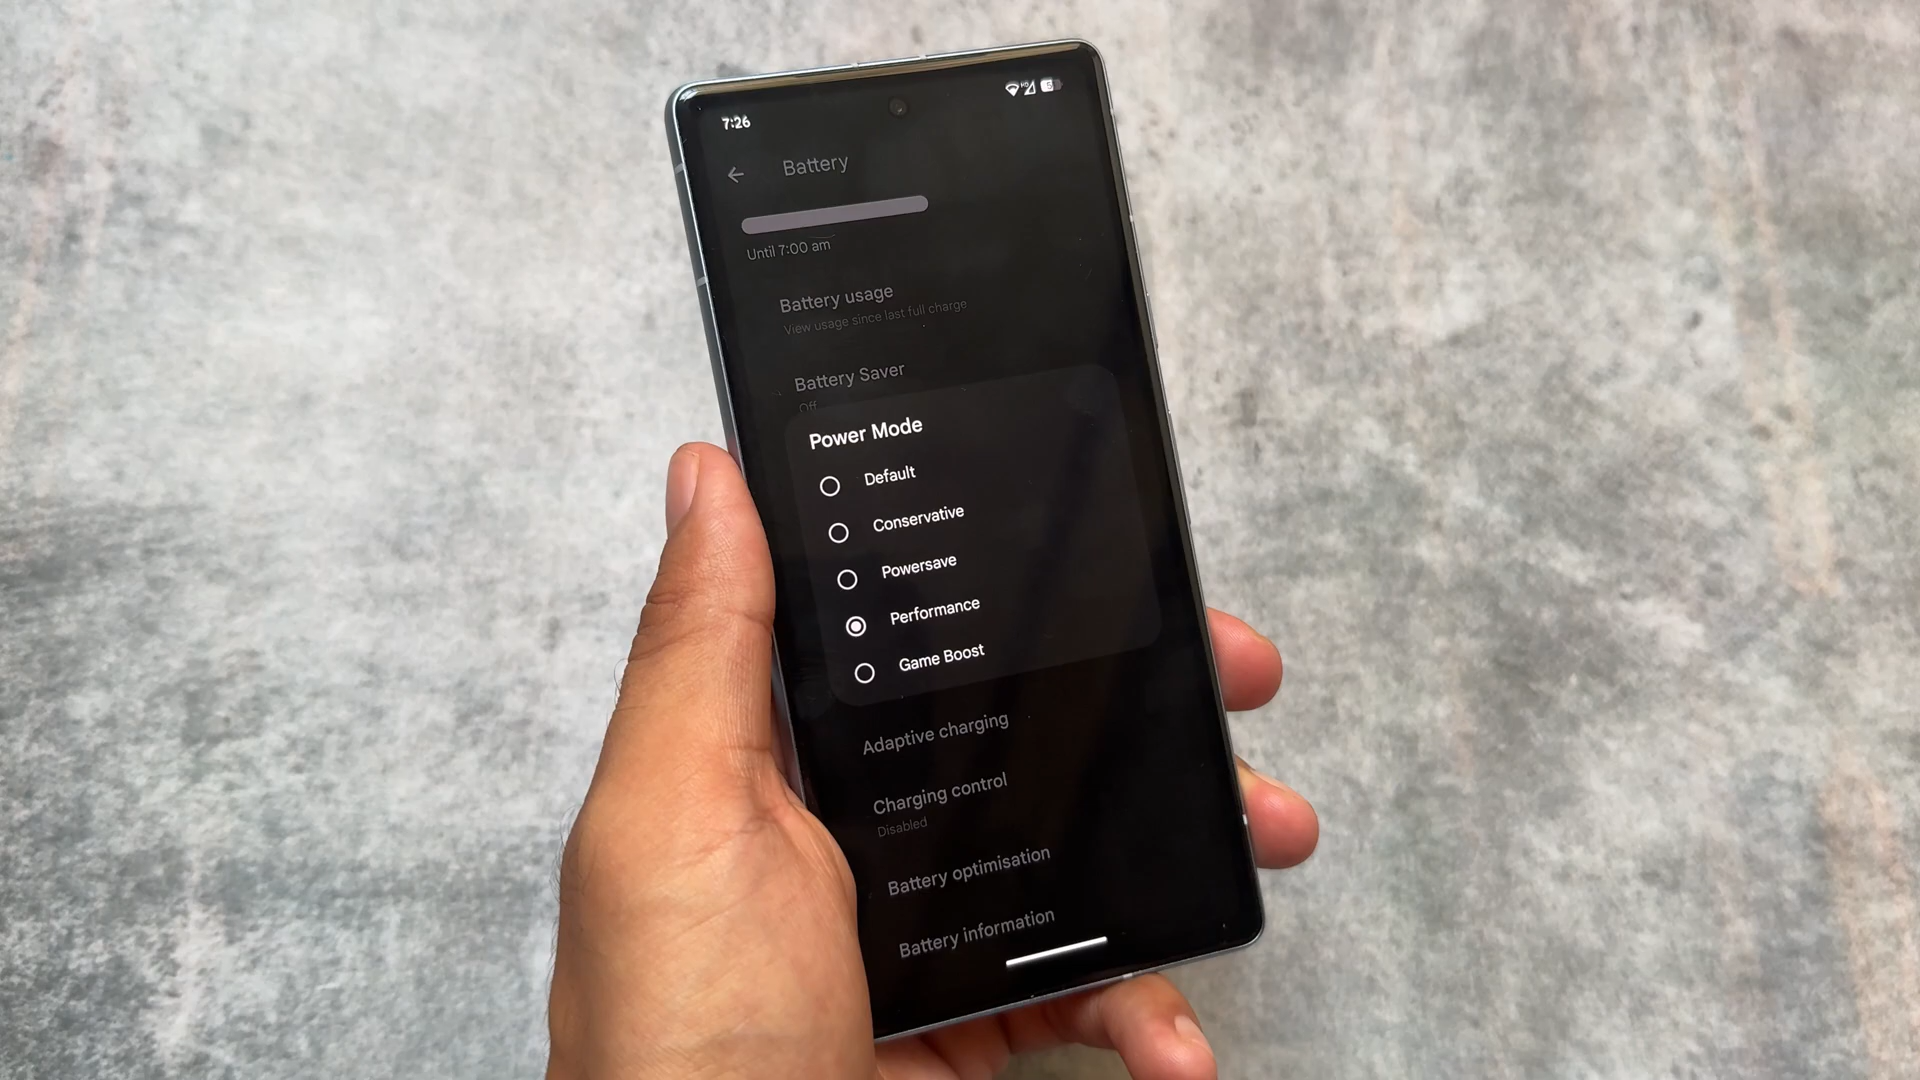 7:26
Battery
Until 7:00 am
Battery usage
View usage since last full charge
Battery Saver
Off
Power Mode
Default
Conservative
Powersave
Performance
Game Boost
Adaptive charging
Charging control
Disabled
Battery optimisation
Battery information